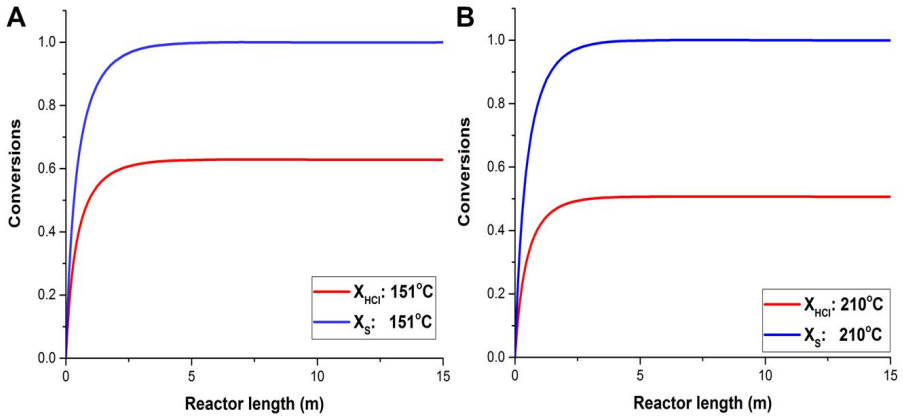 A
Conversions
1.0
0.8
0.6
0.4
0.2
0.0
X_HCl: 151°C
X_S: 151°C
0 5 10 15
Reactor length (m)
B
Conversions
1.0
0.8
0.6
0.4
0.2
0.0
X_HCl: 210°C
X_S: 210°C
0 5 10 15
Reactor length (m)